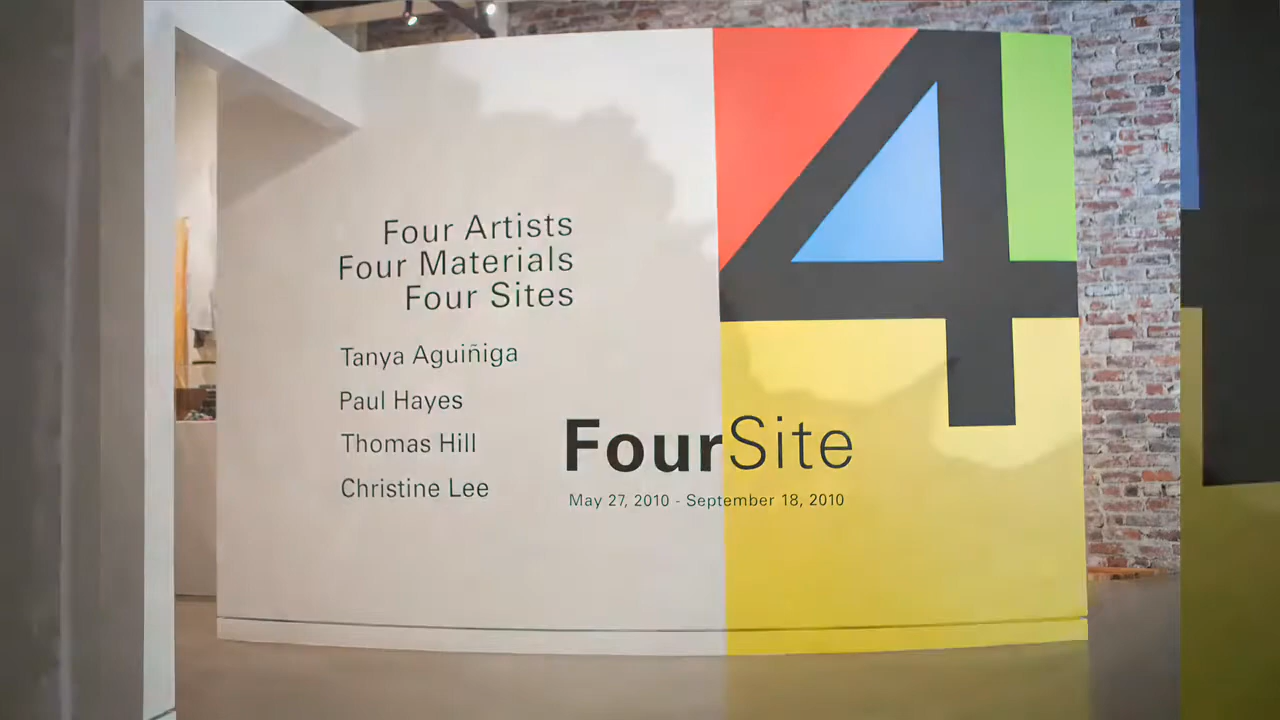 Four Artists
Four Materials
Four Sites
Tanya Aguiñiga
Paul Hayes
Thomas Hill
Christine Lee
4
FourSite
May 27, 2010 - September 18, 2010